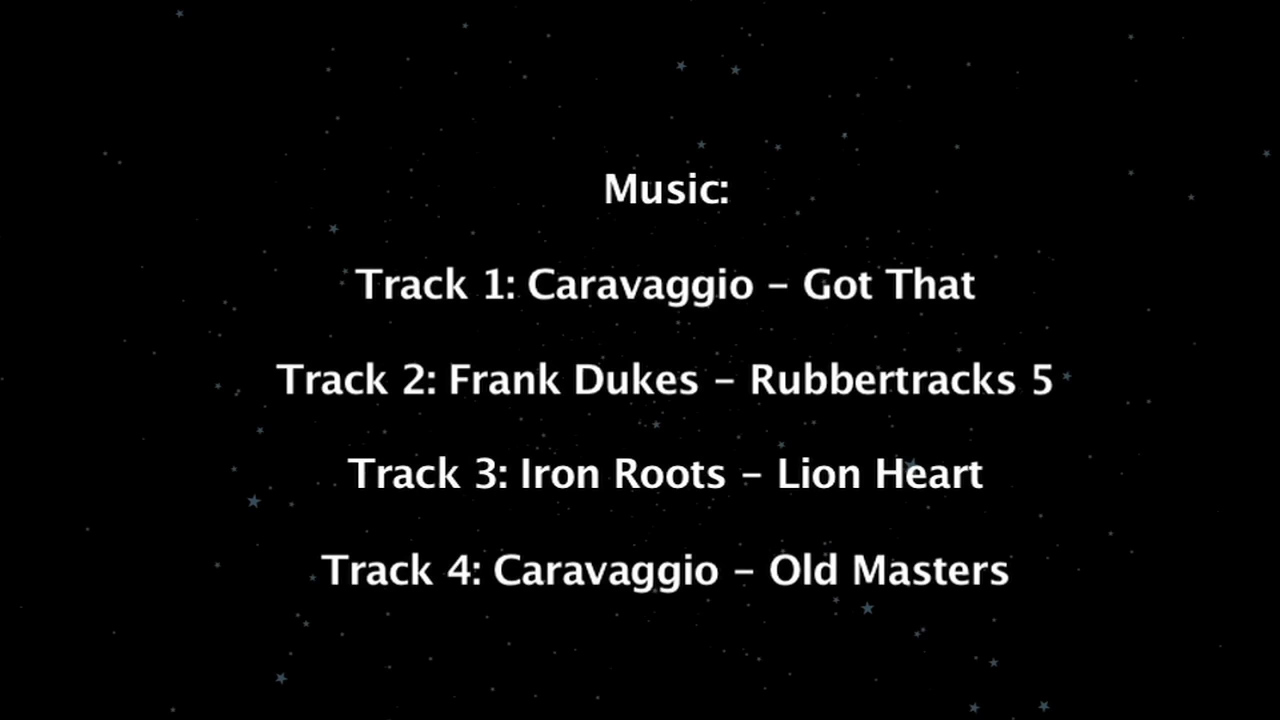 Music:
Track 1: Caravaggio – Got That
Track 2: Frank Dukes – Rubbertracks 5
Track 3: Iron Roots – Lion Heart
Track 4: Caravaggio – Old Masters